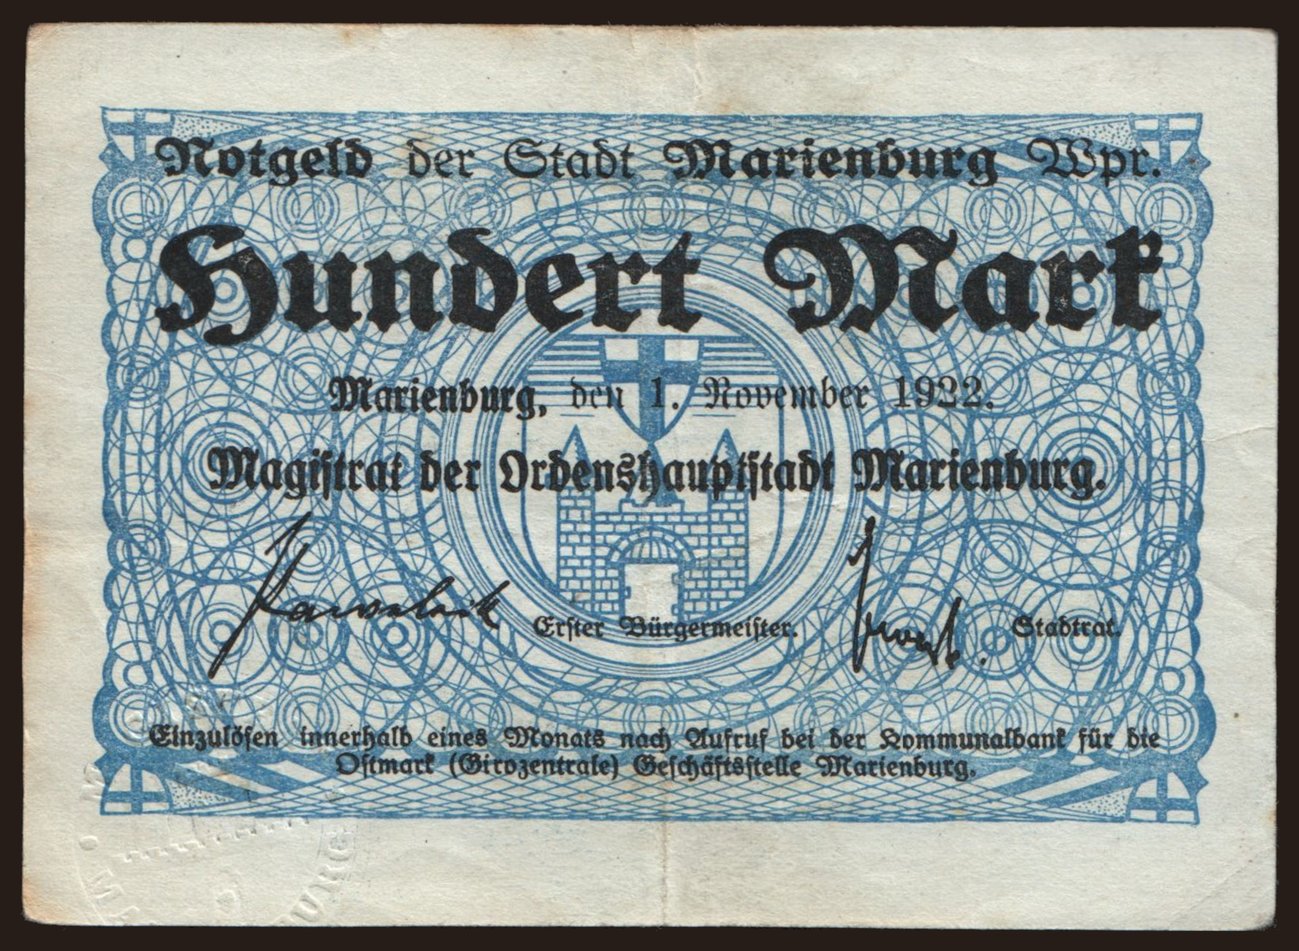 Notgeld der Stadt Marienburg Wpr.
Hundert Mark
Marienburg, den 1. November 1922.
Magistrat der Ordenshauptstadt Marienburg.
Erster Bürgermeister.
Stadtrat.
Einzulösen innerhalb eines Monats nach Aufruf bei der Kommunalbank für die
Ostmark (Girozentrale) Geschäftsstelle Marienburg.